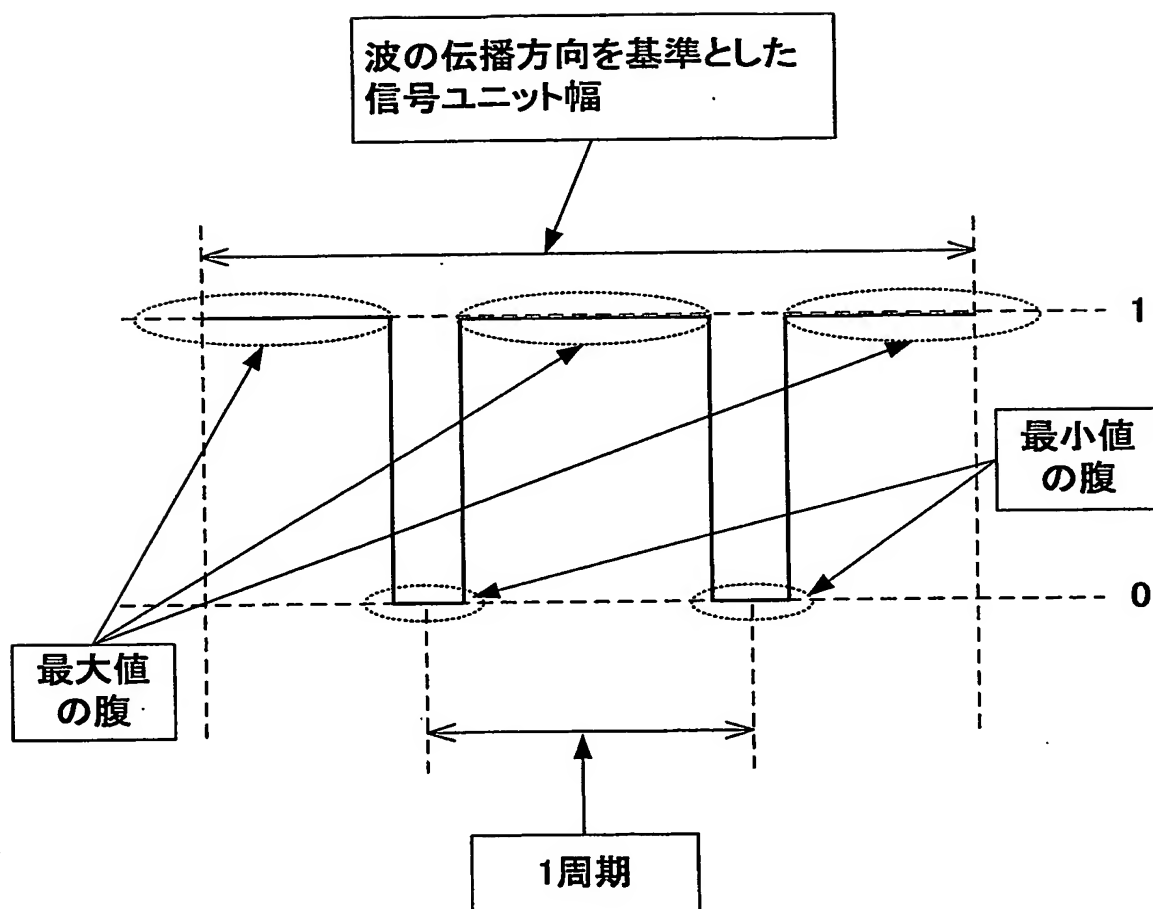 波の伝播方向を基準とした
信号ユニット幅
1
最小値
の腹
0
最大値
の腹
1周期